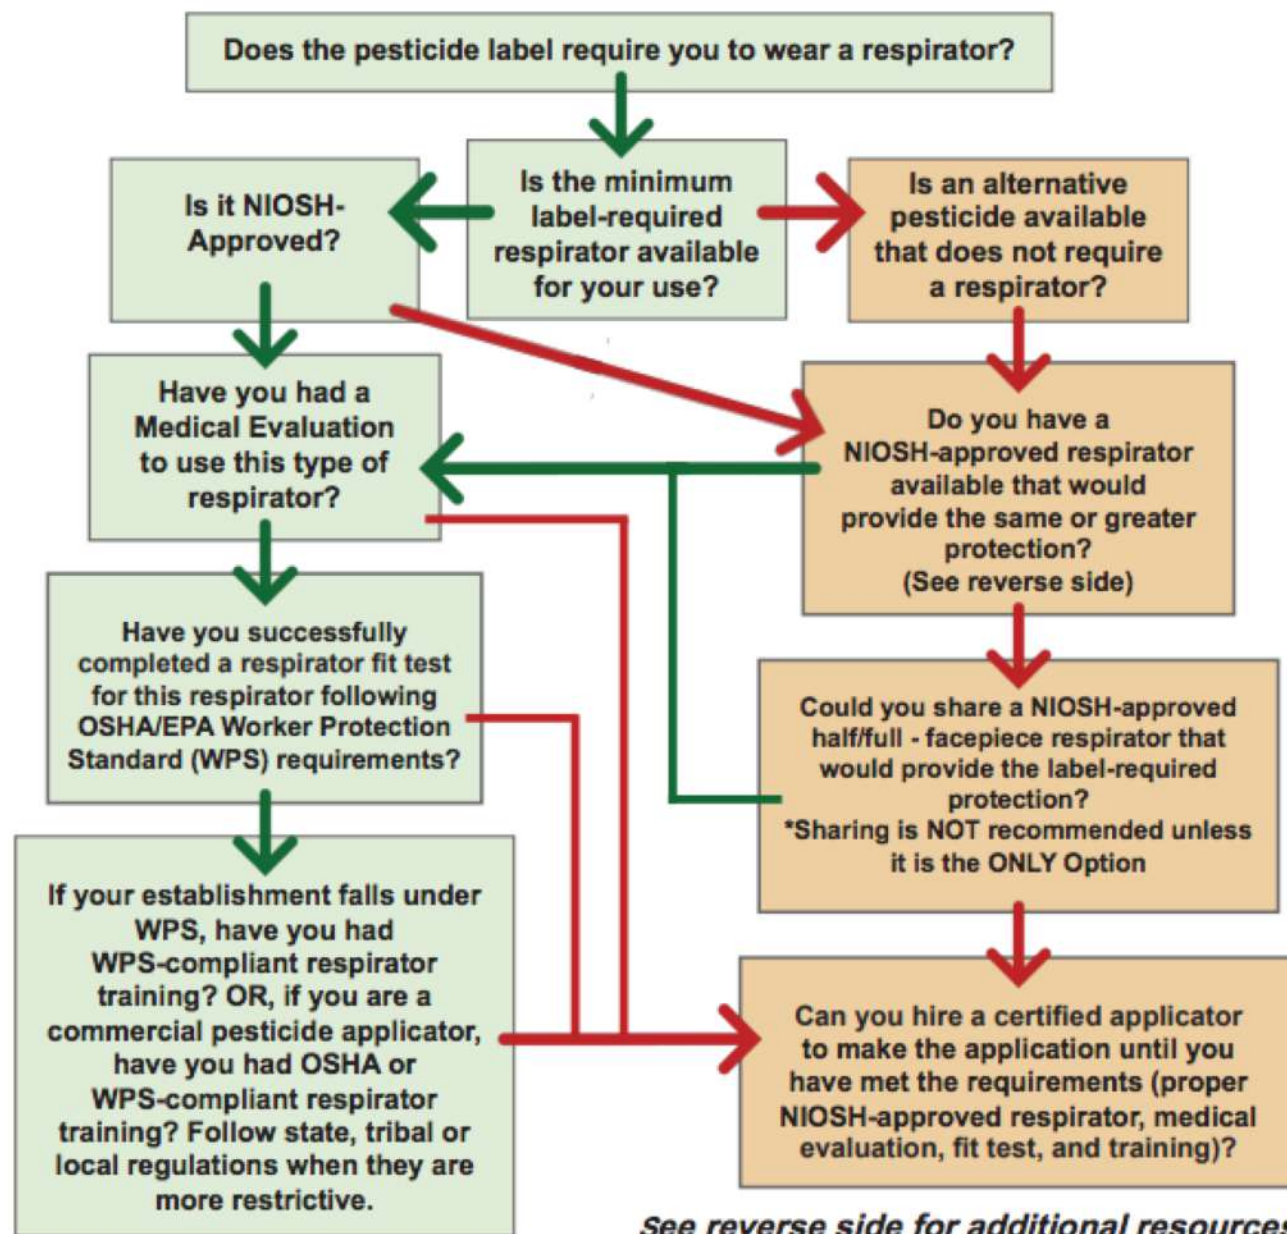 Does the pesticide label require you to wear a respirator?
Is it NIOSH-
Approved?
Is the minimum
label-required
respirator available
for your use?
Is an alternative
pesticide available
that does not require
a respirator?
Have you had a
Medical Evaluation
to use this type of
respirator?
Do you have a
NIOSH-approved respirator
available that would
provide the same or greater
protection?
(See reverse side)
Have you successfully
completed a respirator fit test
for this respirator following
OSHA/EPA Worker Protection
Standard (WPS) requirements?
Could you share a NIOSH-approved
half/full - facepiece respirator that
would provide the label-required
protection?
*Sharing is NOT recommended unless
it is the ONLY Option
If your establishment falls under
WPS, have you had
WPS-compliant respirator
training? OR, if you are a
commercial pesticide applicator,
have you had OSHA or
WPS-compliant respirator
training? Follow state, tribal or
local regulations when they are
more restrictive.
Can you hire a certified applicator
to make the application until you
have met the requirements (proper
NIOSH-approved respirator, medical
evaluation, fit test, and training)?
See reverse side for additional resources